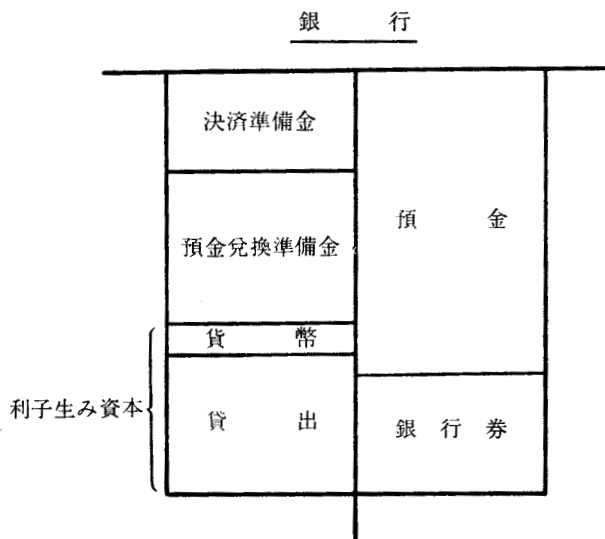 銀行
決済準備金
預金兌換準備金
貨幣
利子生み資本
貸出
預金
銀行券